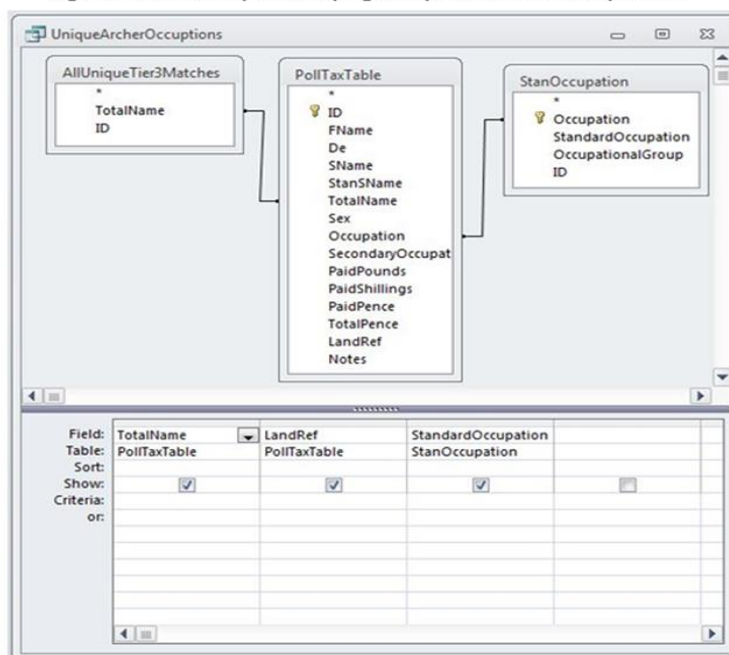 UniqueArcherOccuptions
AllUniqueTier3Matches
*
TotalName
ID
PollTaxTable
*
ID
FName
De
SName
StanSName
TotalName
Sex
Occupation
SecondaryOccupat
PaidPounds
PaidShillings
PaidPence
TotalPence
LandRef
Notes
StanOccupation
*
Occupation
StandardOccupation
OccupationalGroup
ID
Field: TotalName LandRef StandardOccupation
Table: PollTaxTable PollTaxTable StanOccupation
Sort:
Show:
Criteria:
or: